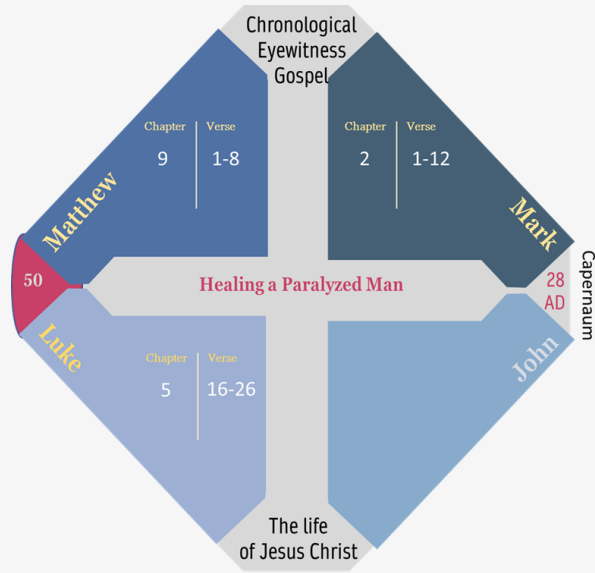 Chronological
Eyewitness
Gospel
Chapter Verse
9 1-8
Matthew
Chapter Verse
2 1-12
Mark
50
Healing a Paralyzed Man
28
AD
Capernaum
Luke
Chapter Verse
5 16-26
John
The life
of Jesus Christ